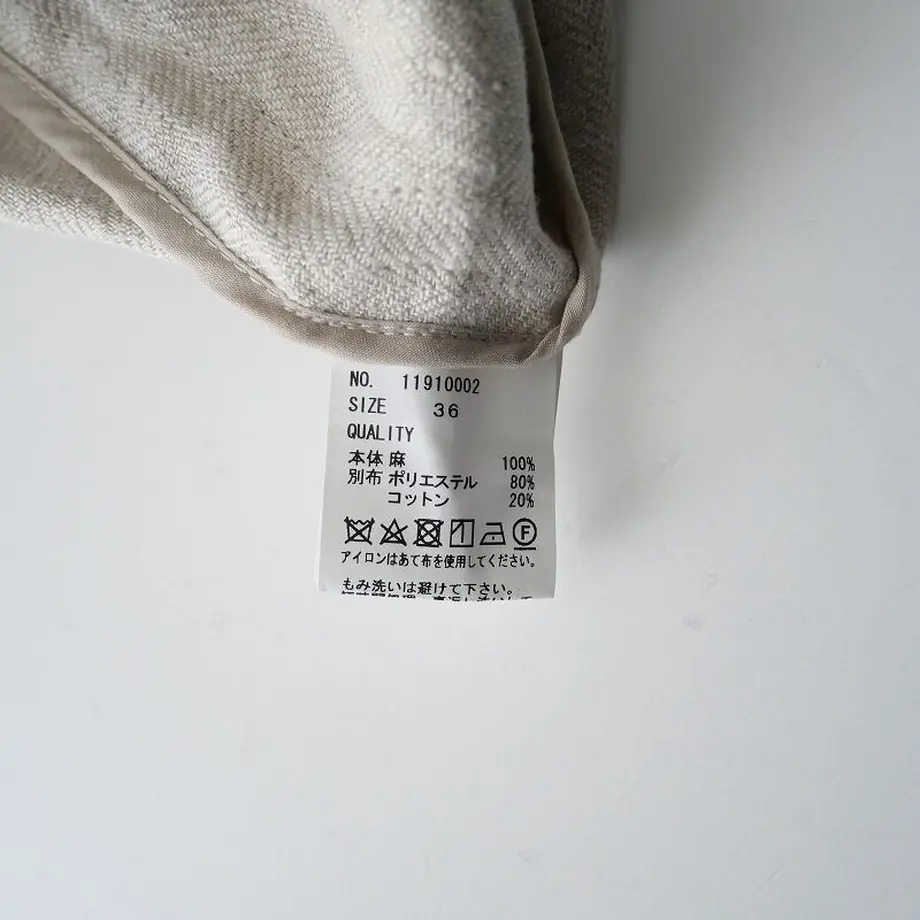 NO. 11910002
SIZE 36
QUALITY
本体 麻 100%
別布 ポリエステル 80%
コットン 20%
F
アイロンはあて布を使用してください。
もみ洗いは避けて下さい。